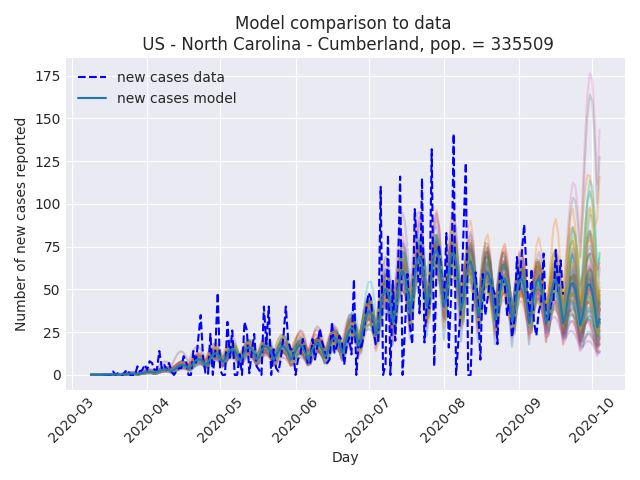 Model comparison to data
US - North Carolina - Cumberland, pop. = 335509
new cases data
new cases model
Number of new cases reported
175
150
125
100
75
50
25
0
2020-03
2020-04
2020-05
2020-06
2020-07
2020-08
2020-09
2020-10
Day